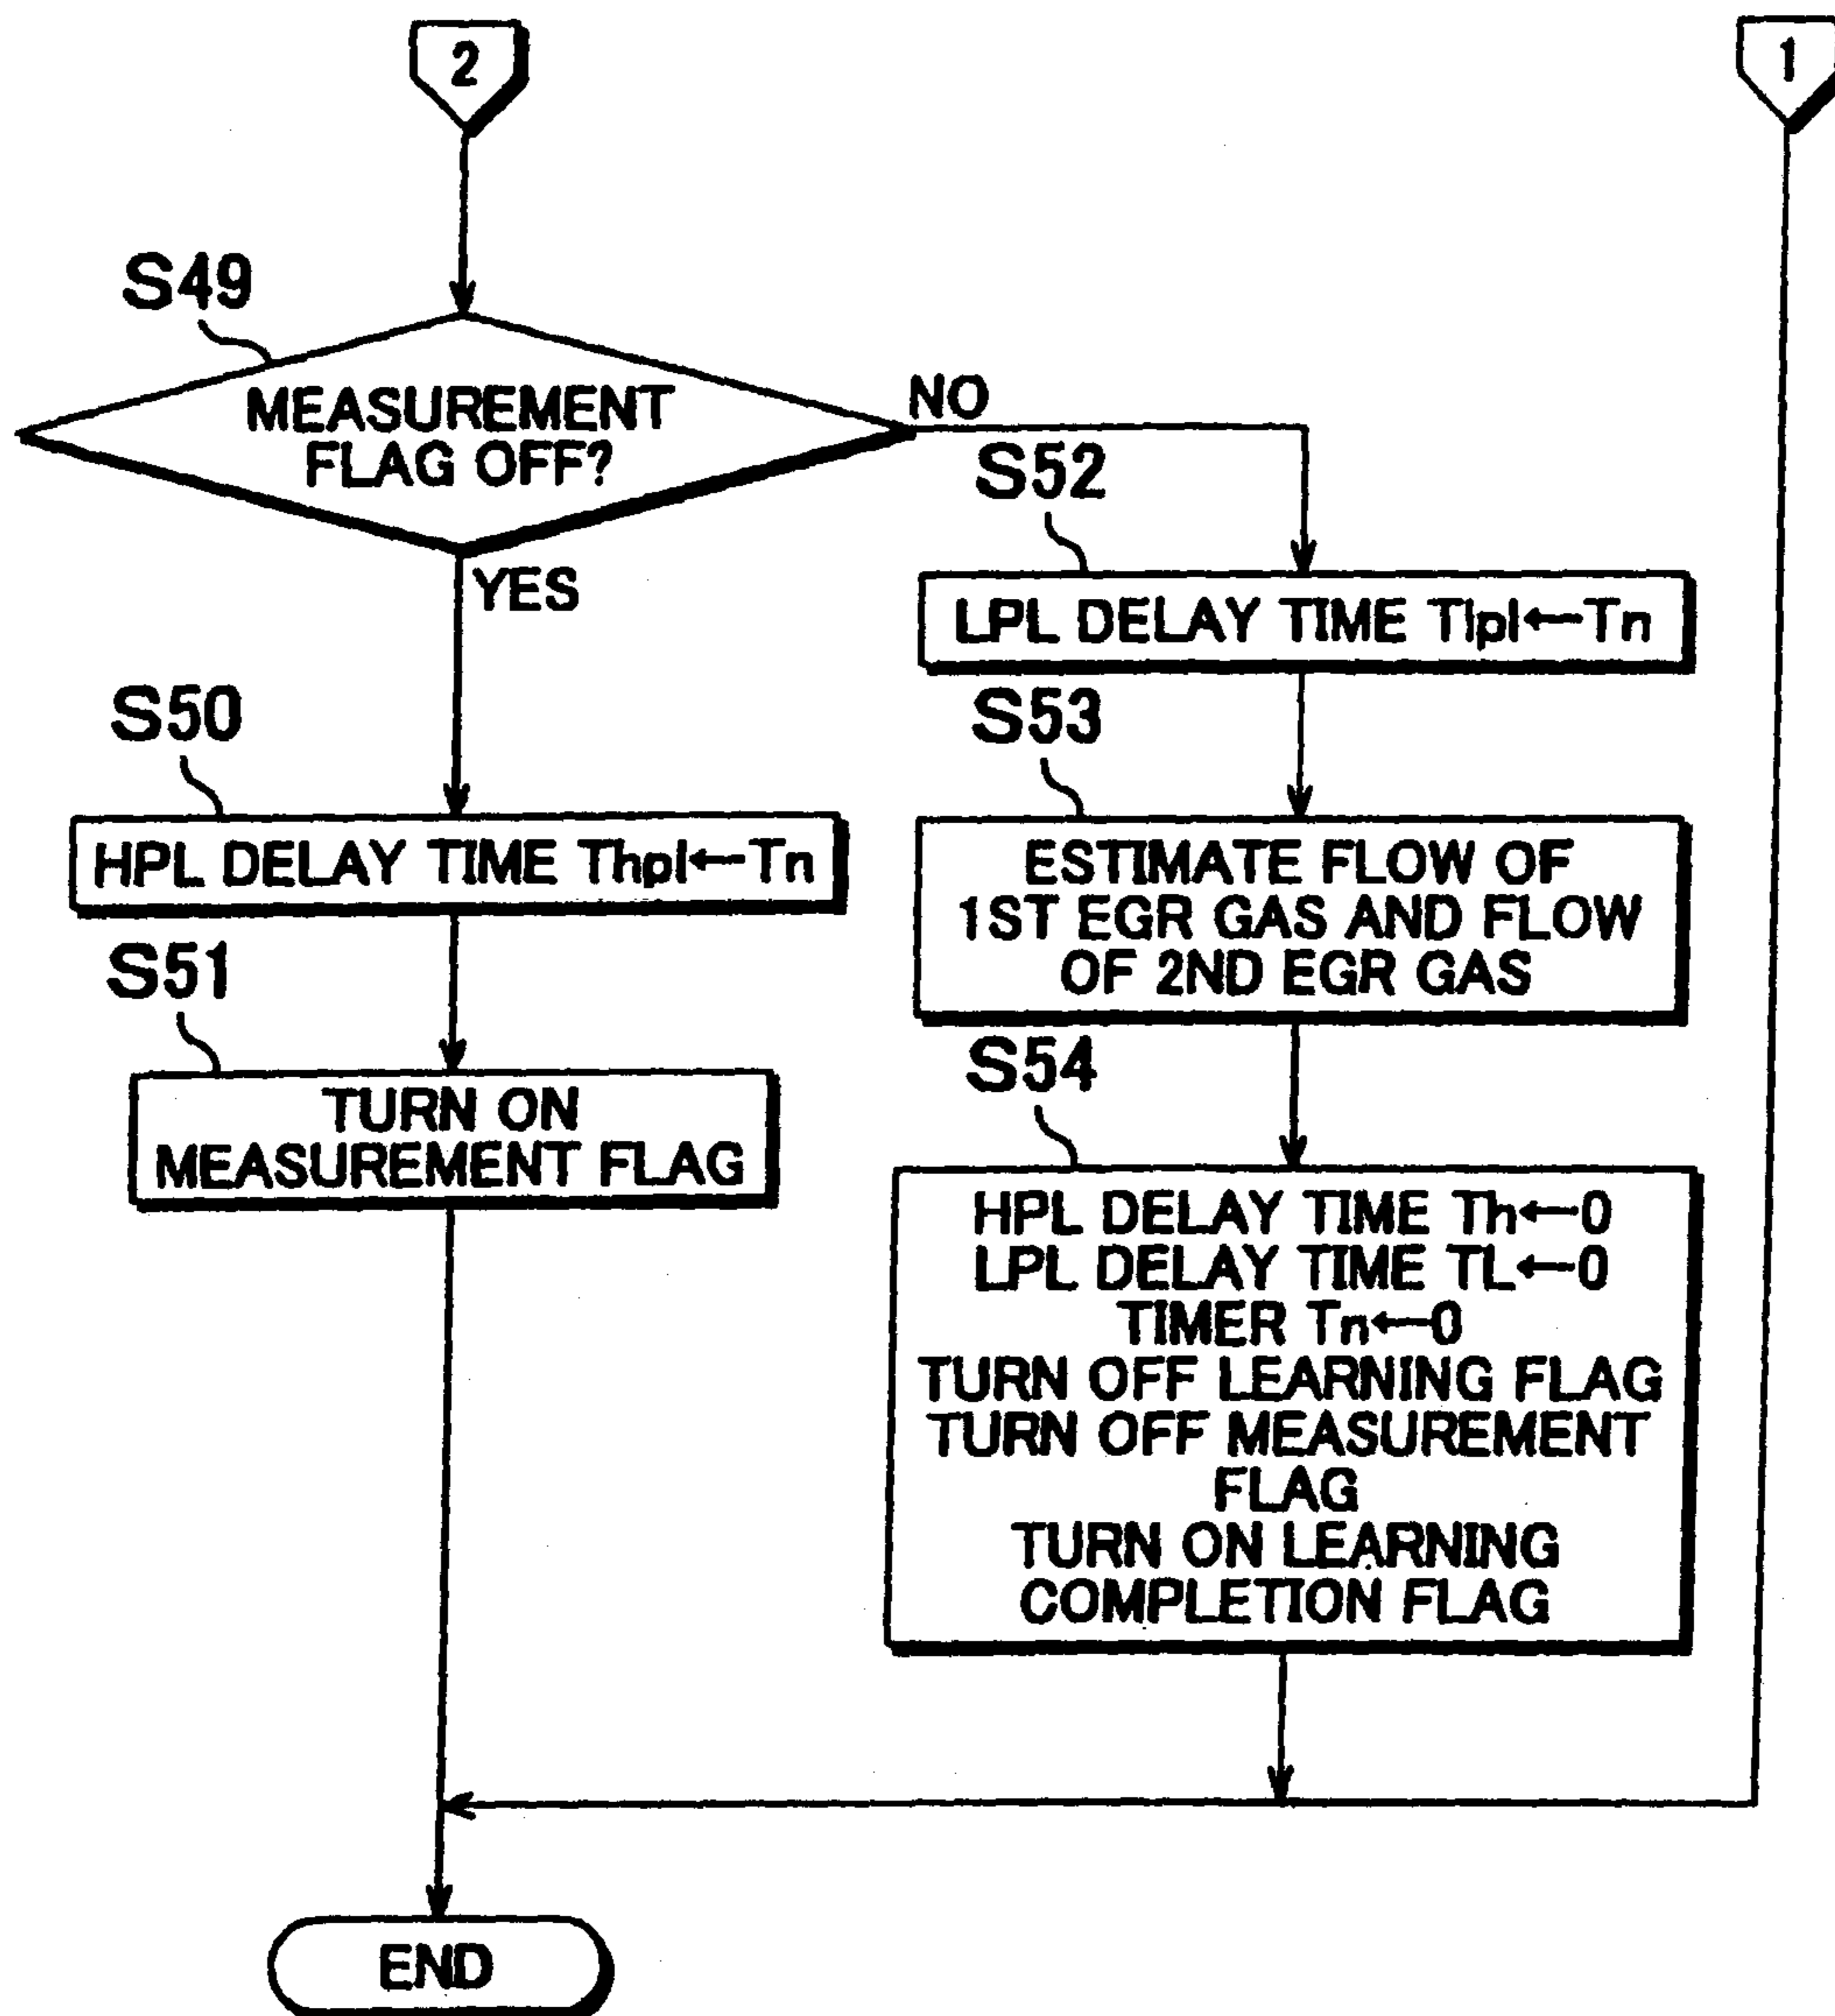 2
1
S49
MEASUREMENT
FLAG OFF?
NO
YES
S50
HPL DELAY TIME Thpl←Tn
S51
TURN ON
MEASUREMENT FLAG
S52
LPL DELAY TIME Tlpl←Tn
S53
ESTIMATE FLOW OF
1ST EGR GAS AND FLOW
OF 2ND EGR GAS
S54
HPL DELAY TIME Th←0
LPL DELAY TIME TL←0
TIMER Tn←0
TURN OFF LEARNING FLAG
TURN OFF MEASUREMENT
FLAG
TURN ON LEARNING
COMPLETION FLAG
END